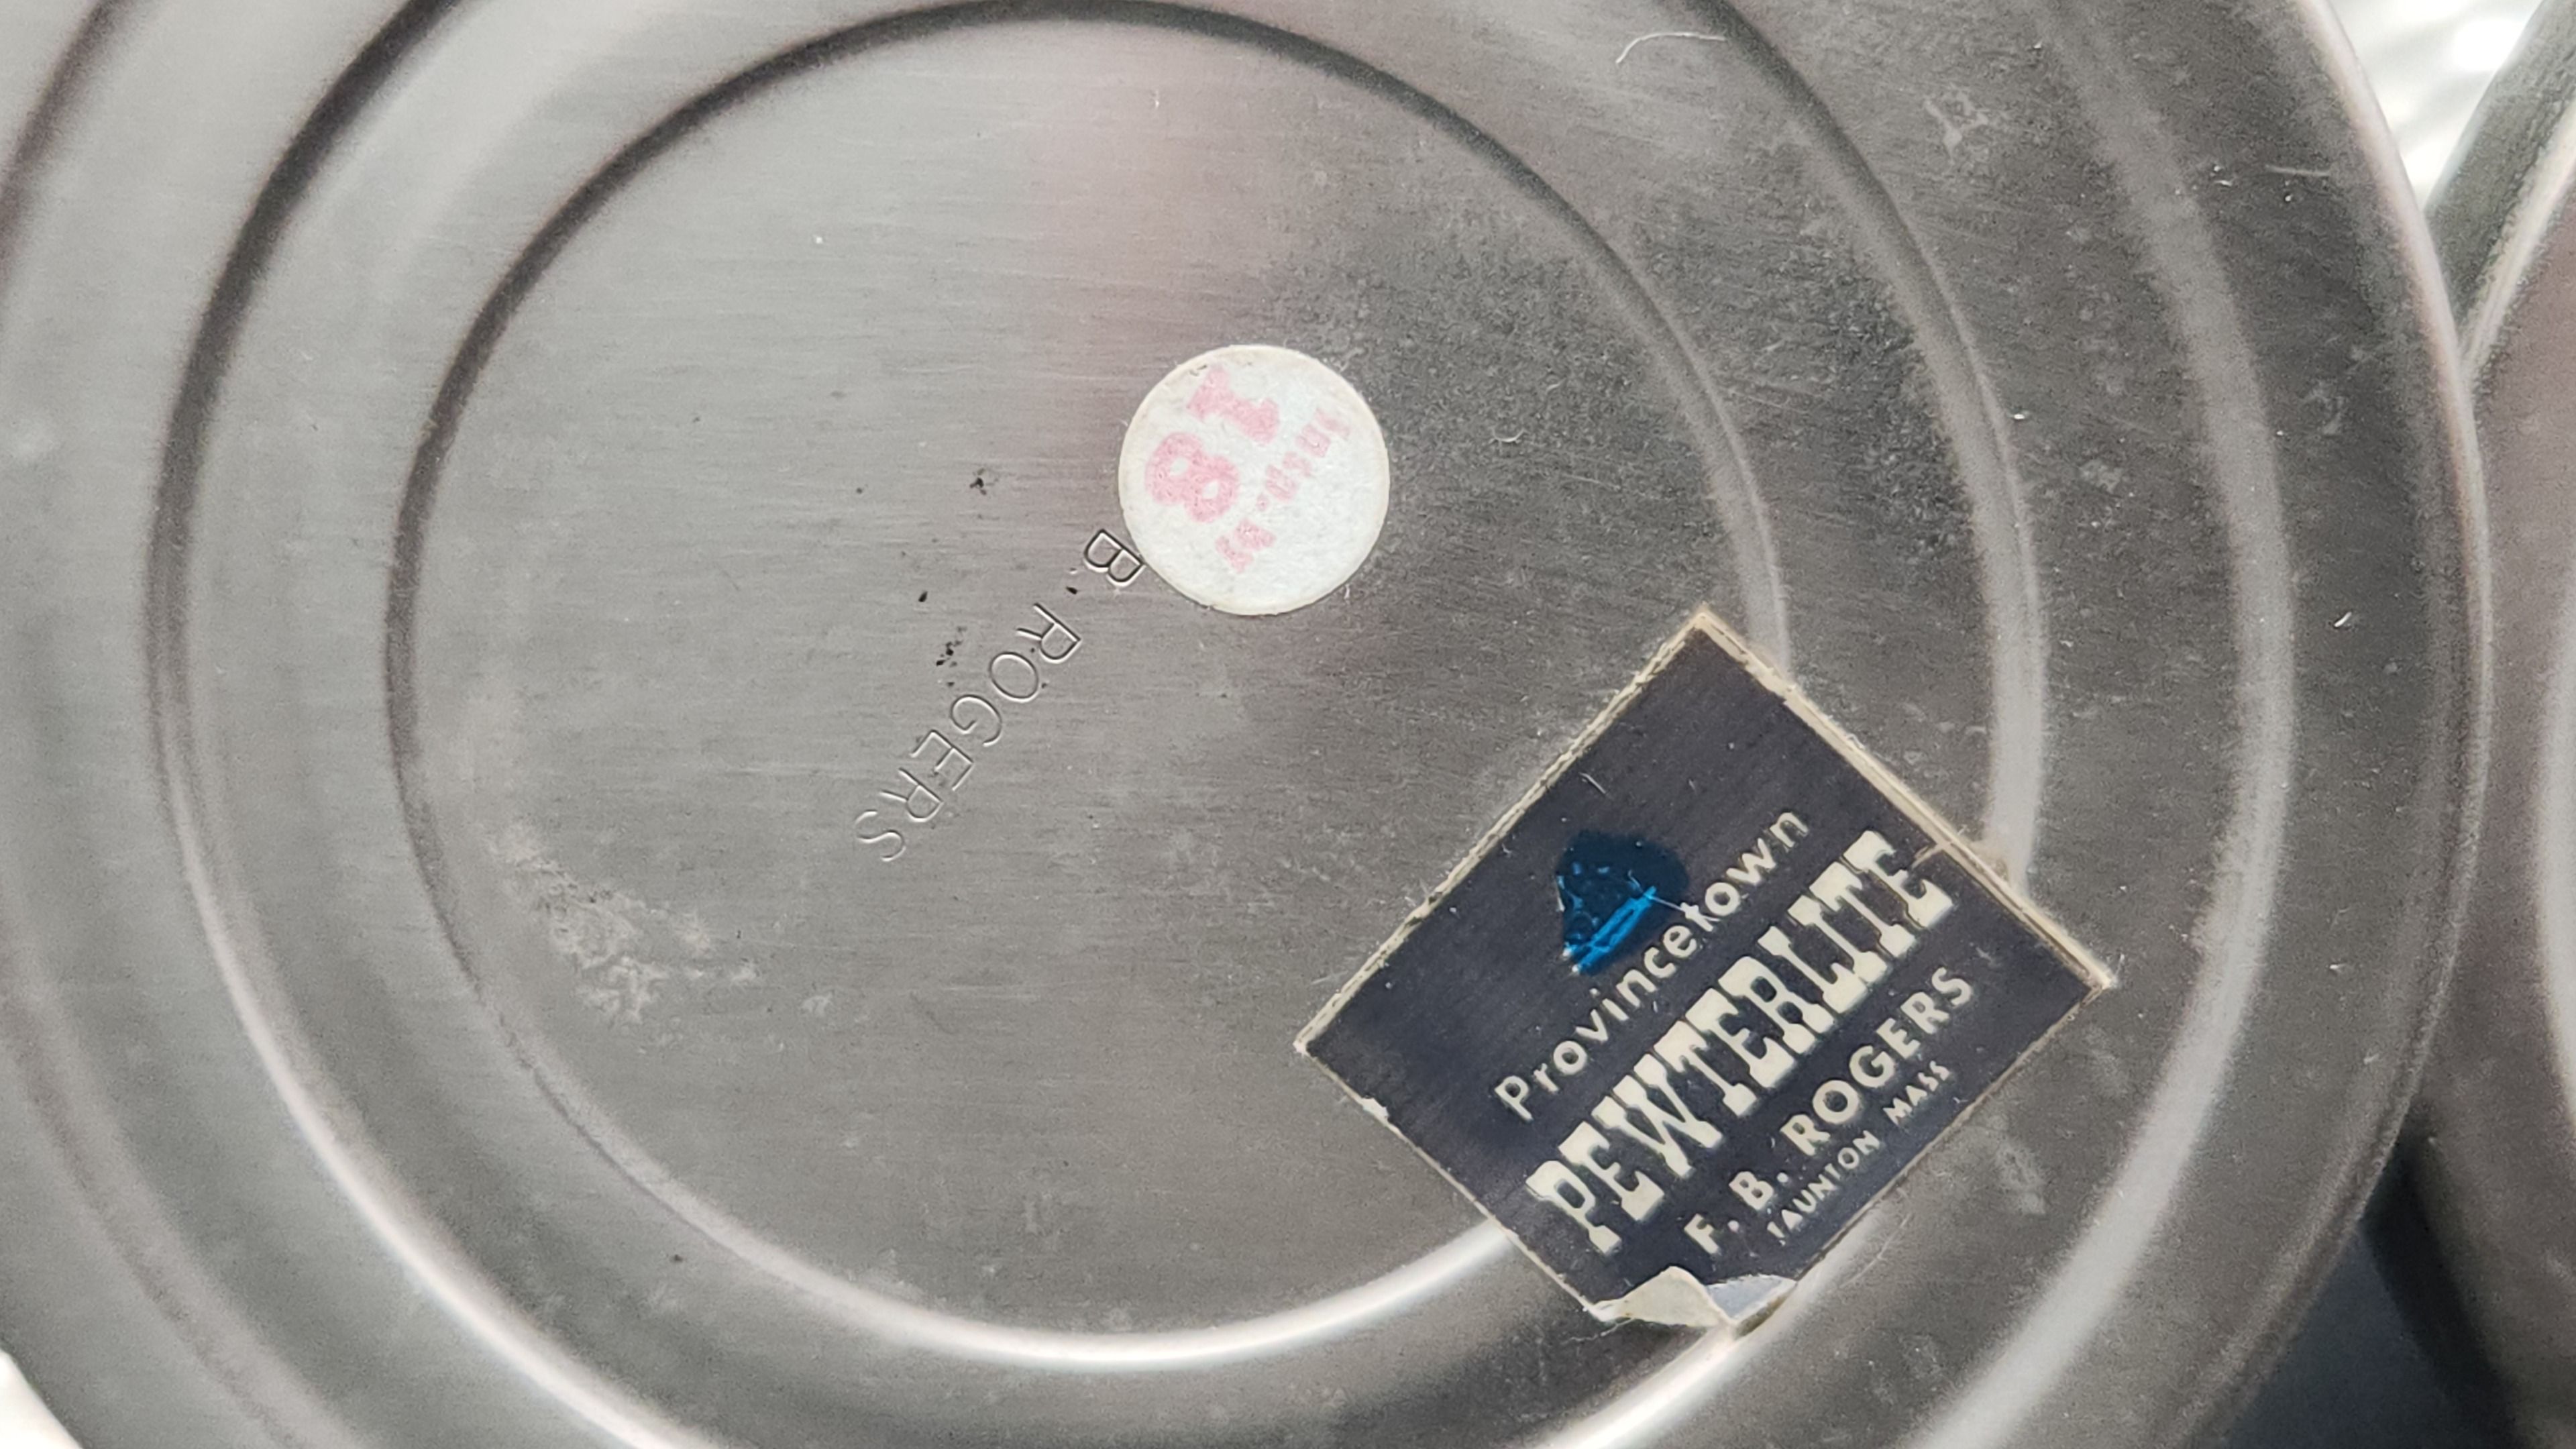 18
B. ROGERS
Provincetown
PEWTERLITE
F. B. ROGERS
TAUNTON MASS